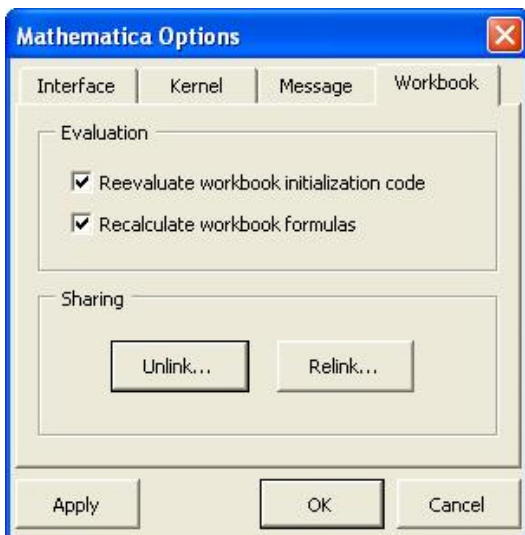 Mathematica Options
Interface Kernel Message Workbook
Evaluation
Reevaluate workbook initialization code
Recalculate workbook formulas
Sharing
Unlink... Relink...
Apply OK Cancel